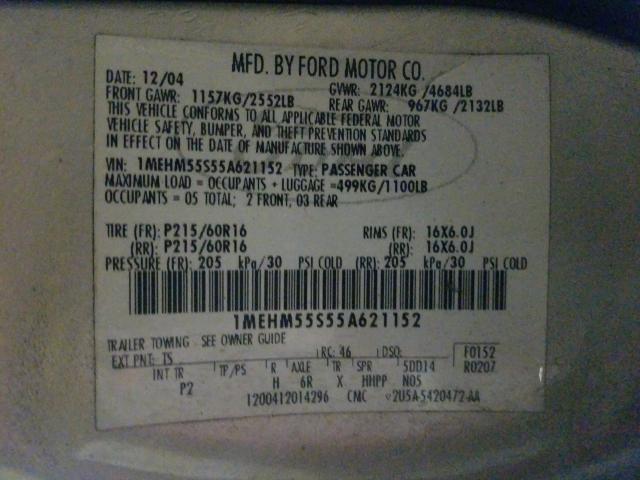 MFD. BY FORD MOTOR CO.
DATE: 12/04 GVWR: 2124KG /4684LB
FRONT GAWR: 1157KG/2552LB REAR GAWR: 967KG /2132LB
THIS VEHICLE CONFORMS TO ALL APPLICABLE FEDERAL MOTOR
VEHICLE SAFETY, BUMPER, AND THEFT PREVENTION STANDARDS
IN EFFECT ON THE DATE OF MANUFACTURE SHOWN ABOVE.
VIN: 1MEHM55S55A621152 TYPE: PASSENGER CAR
MAXIMUM LOAD = OCCUPANTS + LUGGAGE =499KG/1100LB
OCCUPANTS = 05 TOTAL; 2 FRONT, 03 REAR
TIRE (FR): P215/60R16 RIMS (FR): 16X6.0J
(RR): P215/60R16 (RR): 16X6.0J
PRESSURE (FR): 205 kPa/30 PSI COLD (RR): 205 kPa/30 PSI COLD
1MEHM55S55A621152
TRAILER TOWING - SEE OWNER GUIDE
EXT PNT: TS RC: 46 DSO: F0152
INT TR TP/PS R AXLE TR SPR 5DD14 R0207
P2 H 6R X HHPP N05
1200412014296 CMC 2U5A-5420472-AA